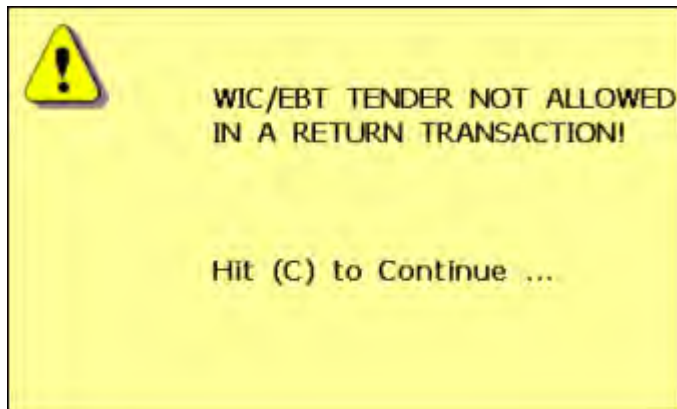 WIC/EBT TENDER NOT ALLOWED
IN A RETURN TRANSACTION!
Hit (C) to Continue ...